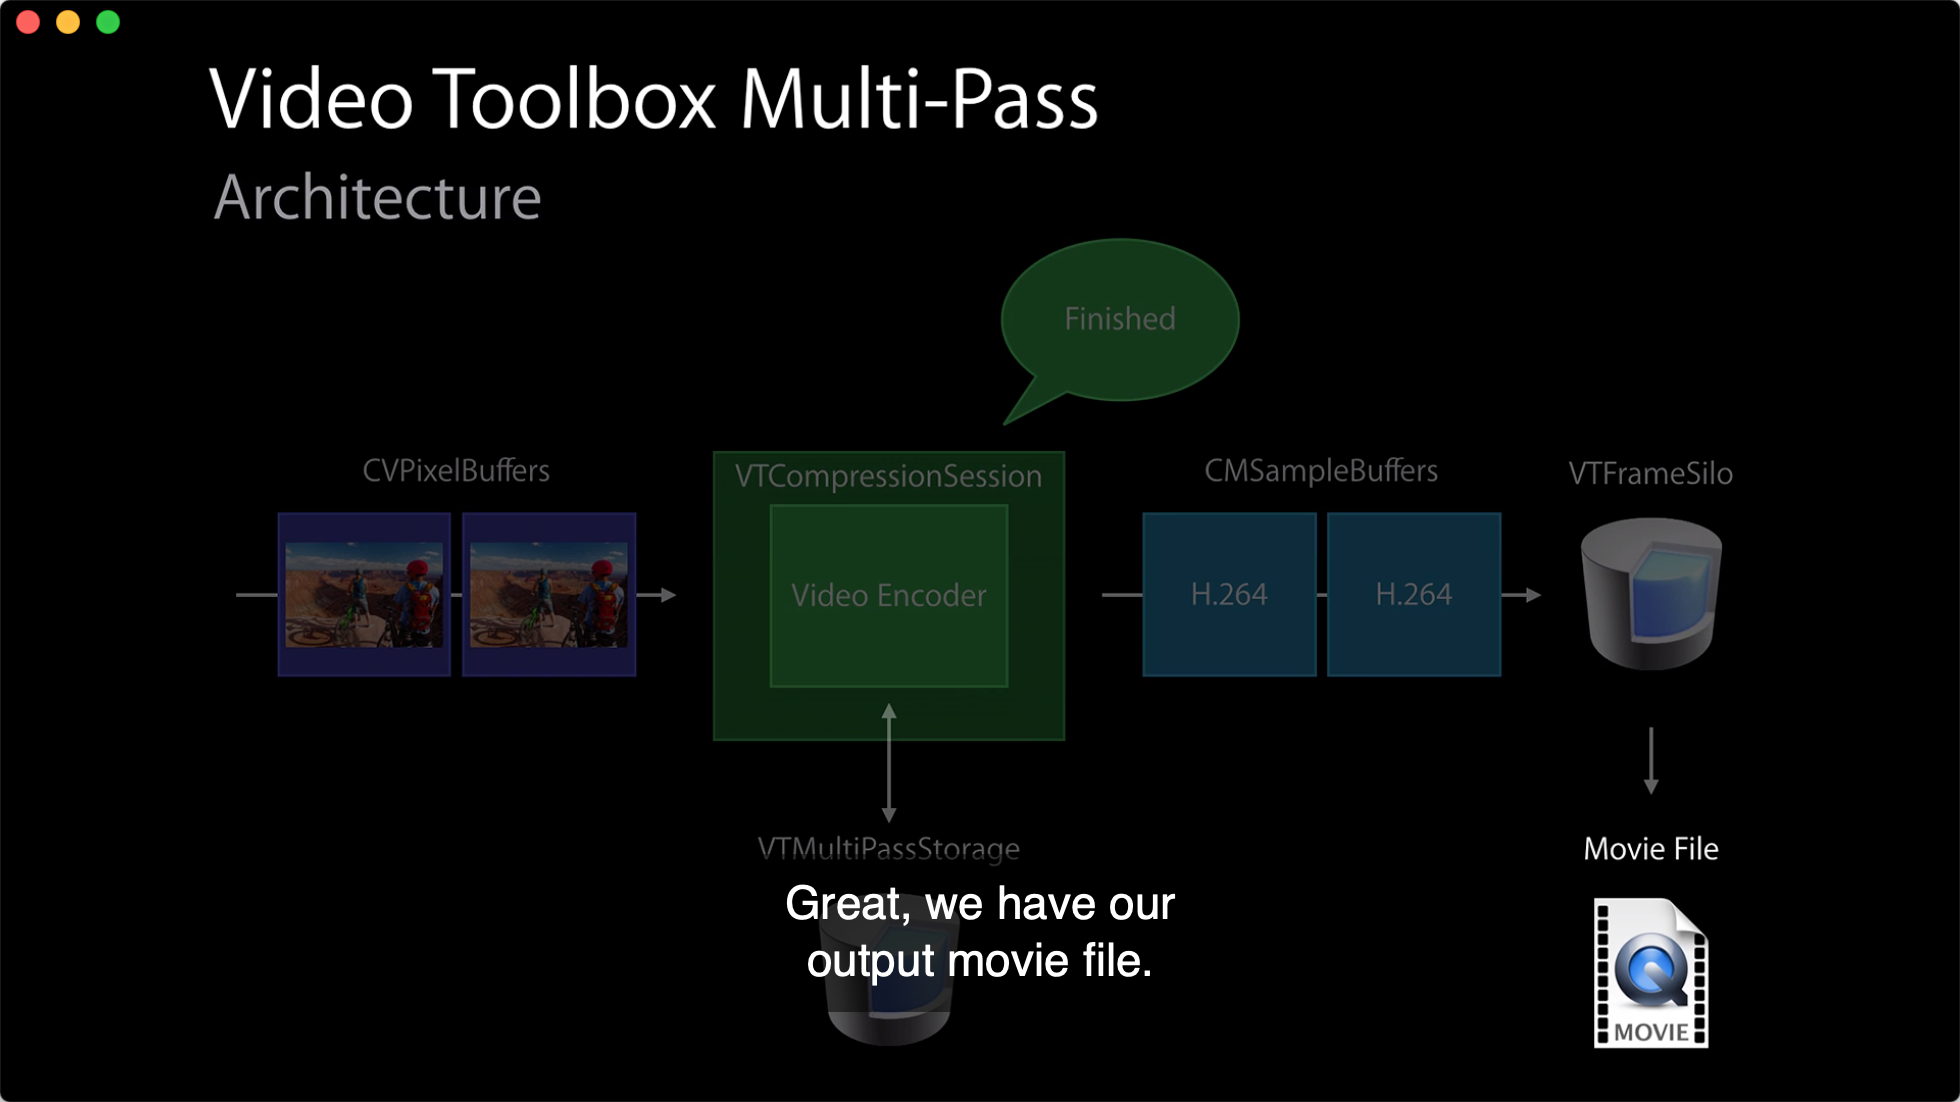 Video Toolbox Multi-Pass
Architecture
Finished
CVPixelBuffers
VTCompressionSession
CMSampleBuffers
VTFrameSilo
Video Encoder
H.264
H.264
VTMultiPassStorage
Movie File
Great, we have our
output movie file.
MOVIE